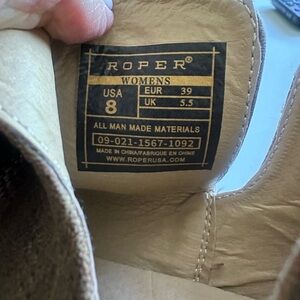 ROPER®
WOMENS
USA 8 EUR 39
UK 5.5
ALL MAN MADE MATERIALS
09-021-1567-1092
MADE IN CHINA/FABRIQUE EN CHINE
WWW.ROPERUSA.COM